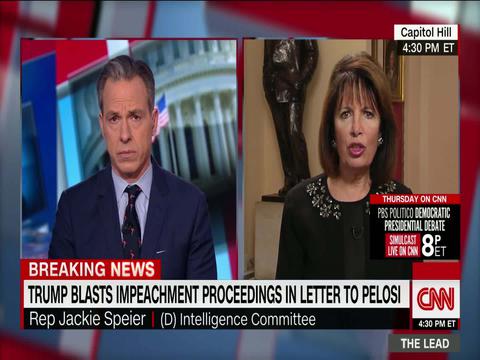 Capitol Hill
4:30 PM ET
THURSDAY ON CNN
PBS POLITICO DEMOCRATIC
PRESIDENTIAL DEBATE
SIMULCAST
LIVE ON CNN
8P
ET
BREAKING NEWS
TRUMP BLASTS IMPEACHMENT PROCEEDINGS IN LETTER TO PELOSI
Rep Jackie Speier | (D) Intelligence Committee
CNN
4:30 PM ET
THE LEAD